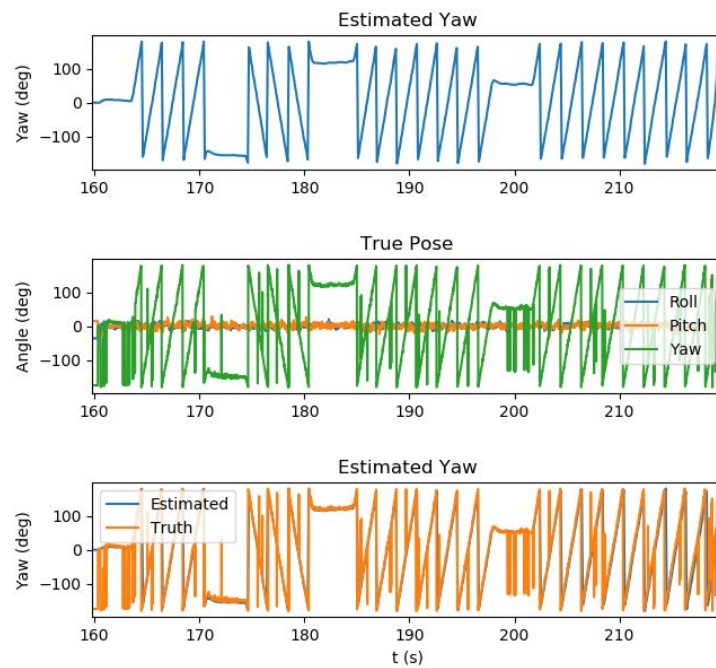 Estimated Yaw
Yaw (deg)
100
0
−100
160 170 180 190 200 210
True Pose
Angle (deg)
100
0
−100
Roll
Pitch
Yaw
160 170 180 190 200 210
Estimated Yaw
Yaw (deg)
100
0
−100
Estimated
Truth
160 170 180 190 200 210
t (s)